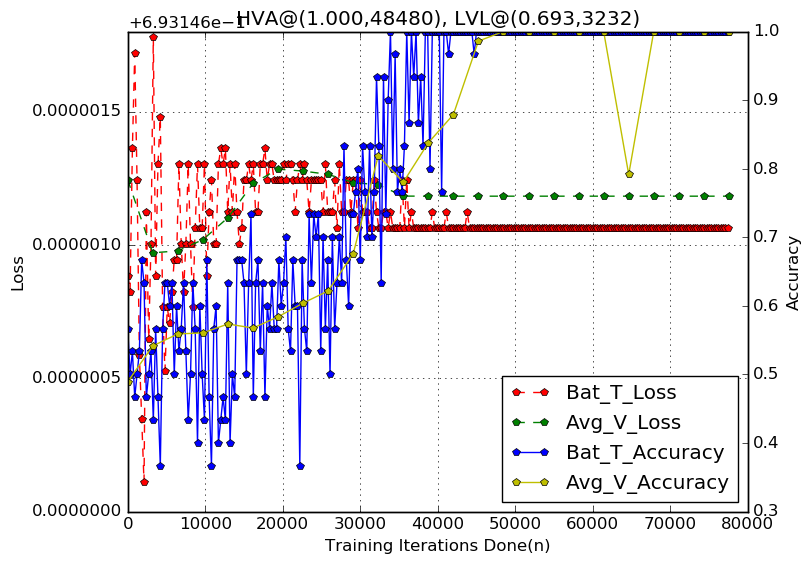 HVA@(1.000,48480), LVL@(0.693,3232)
+6.93146e−1
0.0000015
0.0000010
0.0000005
0.0000000
Loss
1.0
0.9
0.8
0.7
0.6
0.5
0.4
0.3
Accuracy
Bat_T_Loss
Avg_V_Loss
Bat_T_Accuracy
Avg_V_Accuracy
0 10000 20000 30000 40000 50000 60000 70000 80000
Training Iterations Done(n)